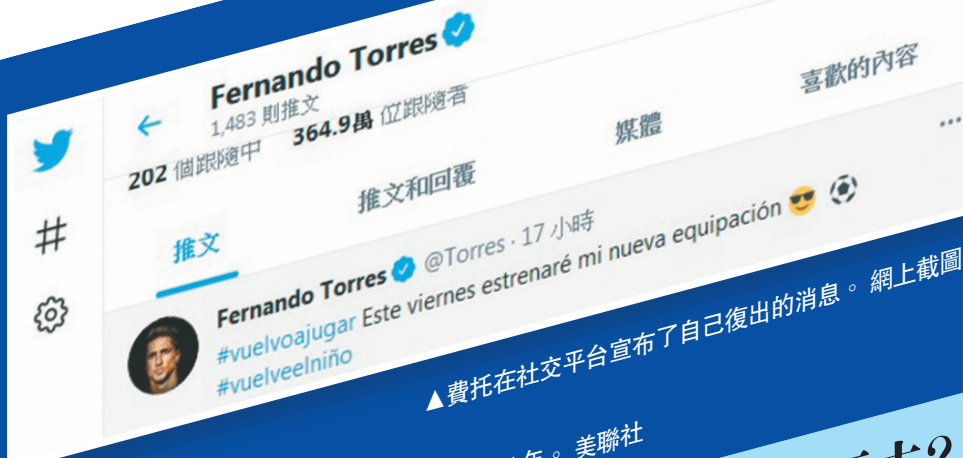 Fernando Torres
1,483 則推文
202 個跟隨中 364.9萬 位跟隨者
推文 推文和回覆 媒體 喜歡的內容
Fernando Torres @Torres · 17 小時
#vuelvoajugar Este viernes estrenaré mi nueva equipación 😎 ⚽
#vuelveelniño
▲費托在社交平台宣布了自己復出的消息。 網上截圖
年。 美聯社